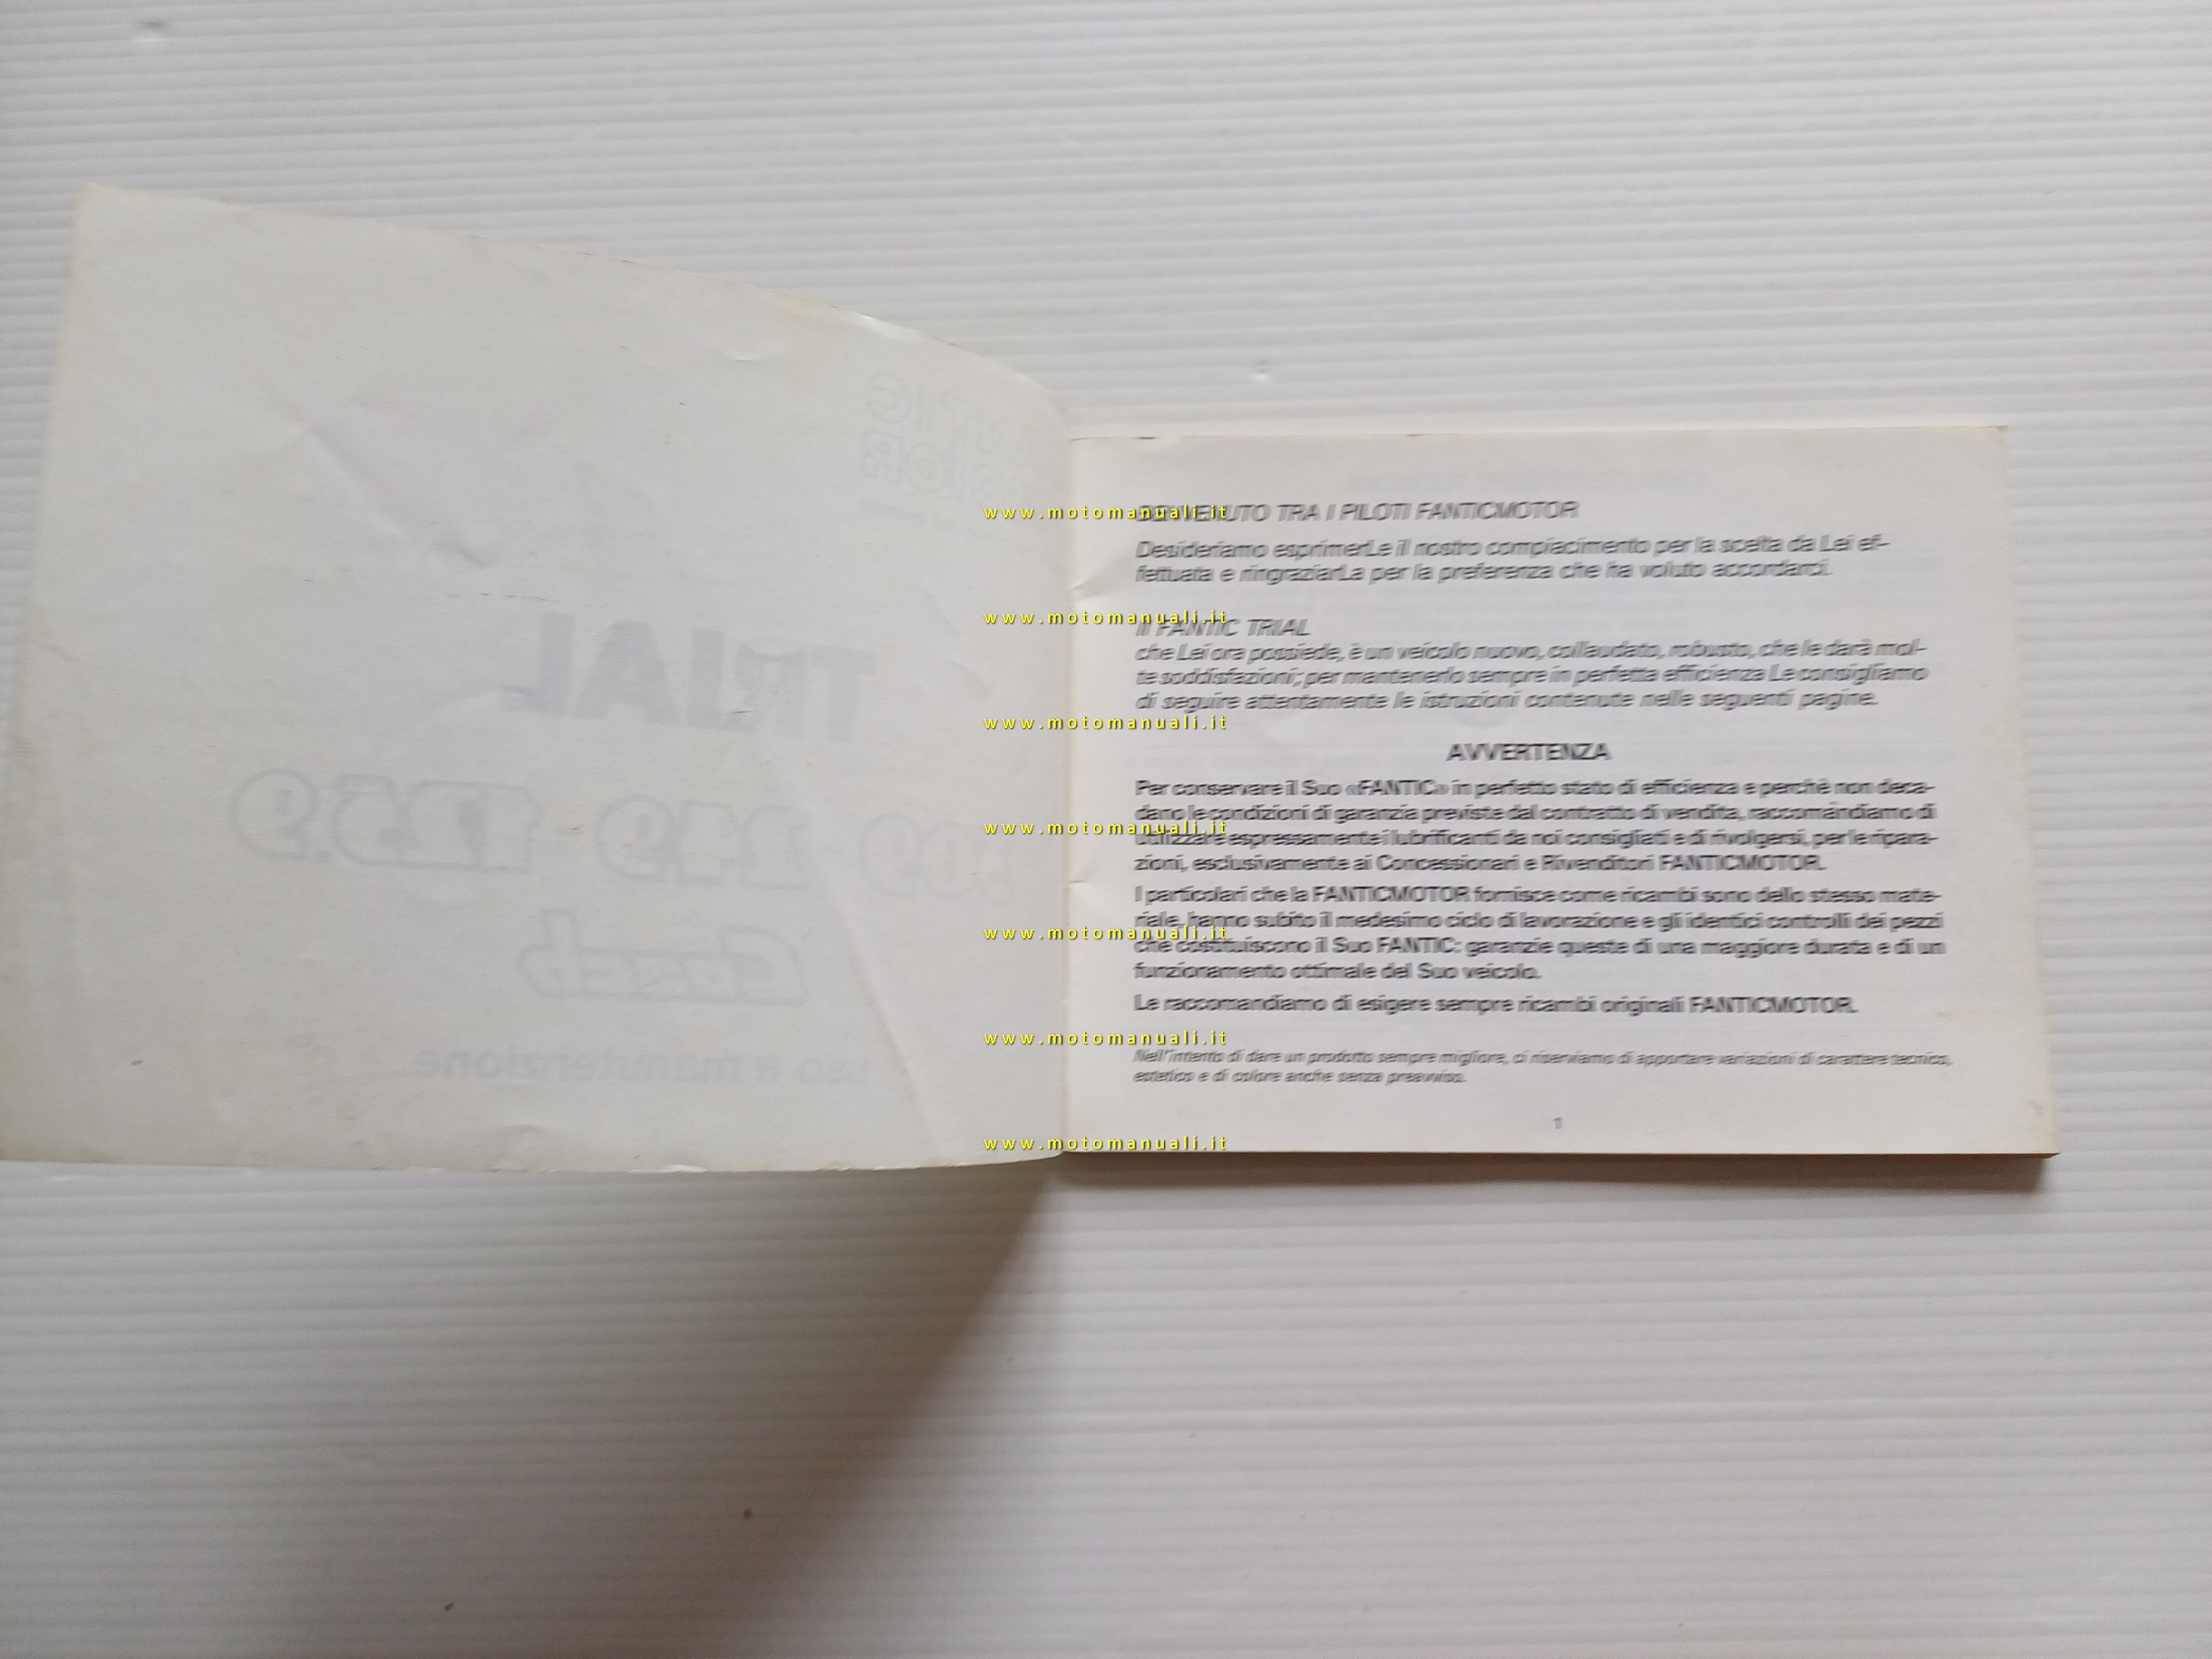 BENVENUTO TRA I PILOTI FANTICMOTOR
Desideriamo esprimerLe il nostro compiacimento per la scelta da Lei ef-
fettuata e ringraziarLa per la preferenza che ha voluto accordarci.
Il FANTIC TRIAL
che Lei ora possiede, è un veicolo nuovo, collaudato, robusto, che le darà mol-
te soddisfazioni; per mantenerlo sempre in perfetta efficienza Le consigliamo
di seguire attentamente le istruzioni contenute nelle seguenti pagine.
AVVERTENZA
Per conservare il Suo «FANTIC» in perfetto stato di efficienza e perchè non deca-
dano le condizioni di garanzia previste dal contratto di vendita, raccomandiamo di
utilizzare espressamente i lubrificanti da noi consigliati e di rivolgersi, per le ripara-
zioni, esclusivamente ai Concessionari e Rivenditori FANTICMOTOR.
I particolari che la FANTICMOTOR fornisce come ricambi sono dello stesso mate-
riale, hanno subito il medesimo ciclo di lavorazione e gli identici controlli dei pezzi
che costituiscono il Suo FANTIC: garanzie queste di una maggiore durata e di un
funzionamento ottimale del Suo veicolo.
Le raccomandiamo di esigere sempre ricambi originali FANTICMOTOR.
Nell'intento di dare un prodotto sempre migliore, ci riserviamo di apportare variazioni di carattere tecnico,
estetico e di colore anche senza preavviso.
1
TRIAL
uso e manutenzione
www.motomanuali.it
www.motomanuali.it
www.motomanuali.it
www.motomanuali.it
www.motomanuali.it
www.motomanuali.it
www.motomanuali.it